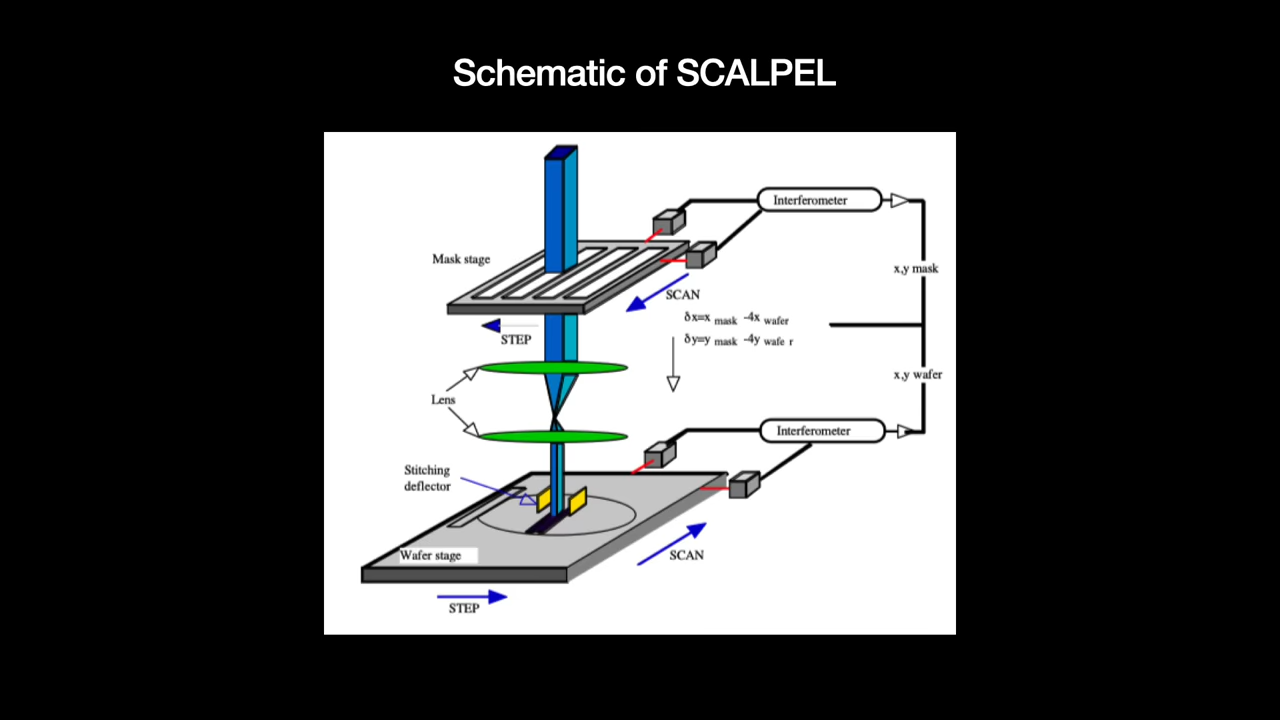 Schematic of SCALPEL
Interferometer
Mask stage
x,y mask
SCAN
δx=x mask -4x wafer
STEP
δy=y mask -4y wafe r
x,y wafer
Lens
Interferometer
Stitching
deflector
Wafer stage
SCAN
STEP